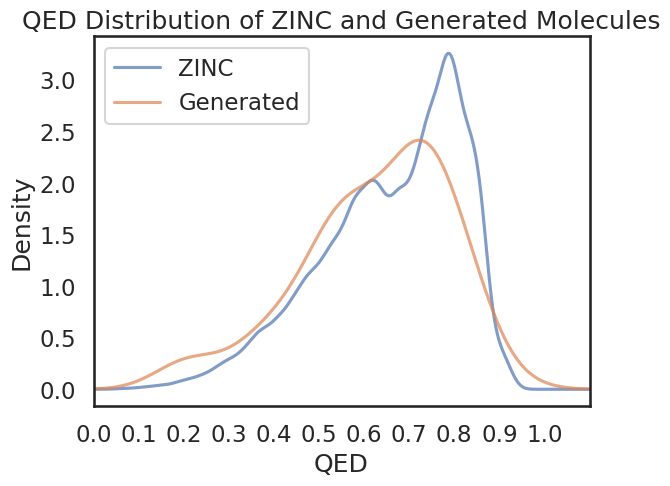 QED Distribution of ZINC and Generated Molecules
ZINC
Generated
Density
3.0
2.5
2.0
1.5
1.0
0.5
0.0
0.0 0.1 0.2 0.3 0.4 0.5 0.6 0.7 0.8 0.9 1.0
QED